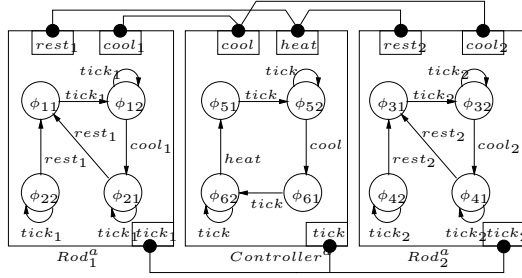 rest₁ cool₁ cool heat rest₂ cool₂
tick₁ tick tick₂
ϕ₁₁ tick₁ ϕ₁₂ ϕ₅₁ tick ϕ₅₂ ϕ₃₁ tick₂ ϕ₃₂
rest₁ cool₁ cool rest₂ cool₂
rest₁ heat rest₂
ϕ₂₂ ϕ₂₁ ϕ₆₂ tick ϕ₆₁ ϕ₄₂ ϕ₄₁
tick₁ tick₁ tick₁ tick tick tick₂ tick₂ tick₂
Rod₁ᵃ Controllerᵃ Rod₂ᵃ